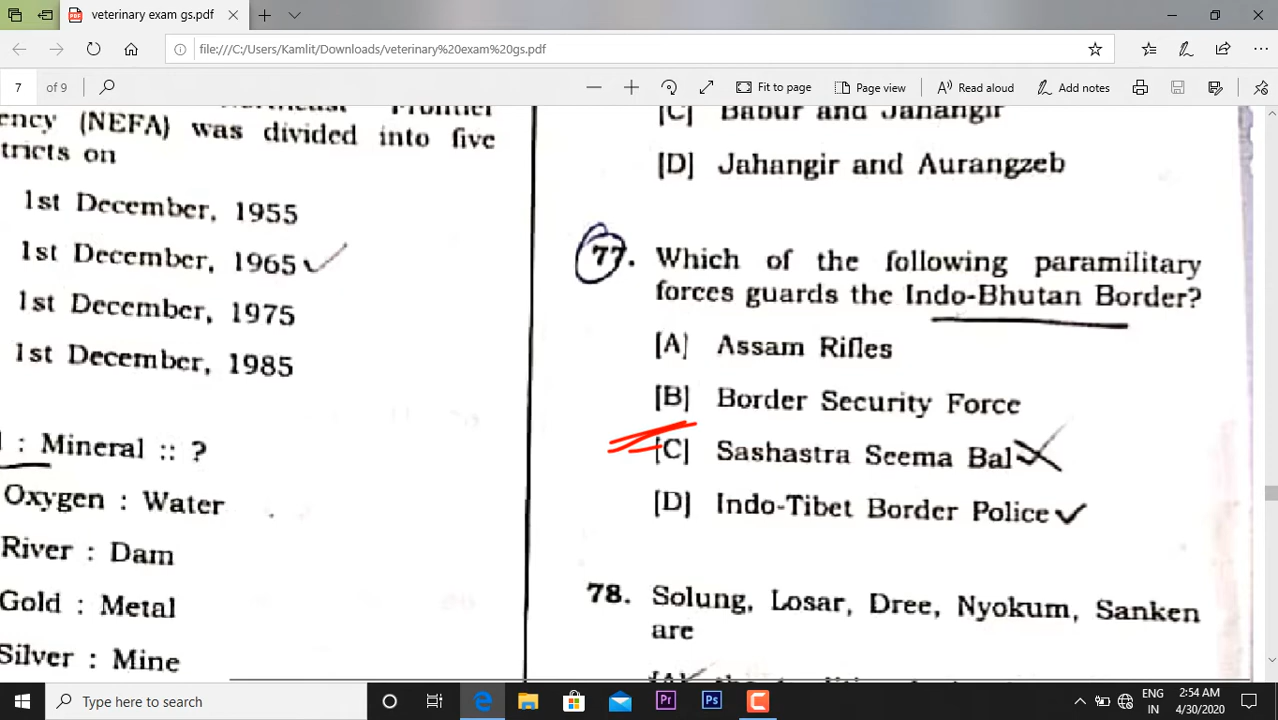 veterinary exam gs.pdf
file:///C:/Users/Kamlit/Downloads/veterinary%20exam%20gs.pdf
7 of 9
Fit to page
Page view
Read aloud
Add notes
Frontier
ency (NEFA) was divided into five
tricts on
1st December, 1955
1st December, 1965
1st December, 1975
1st December, 1985
: Mineral :: ?
Oxygen : Water
River : Dam
Gold : Metal
Silver : Mine
[C] Babur and Jahangir
[D] Jahangir and Aurangzeb
77. Which of the following paramilitary
forces guards the Indo-Bhutan Border?
[A] Assam Rifles
[B] Border Security Force
[C] Sashastra Seema Bal
[D] Indo-Tibet Border Police
78. Solung, Losar, Dree, Nyokum, Sanken
are
[A]
Type here to search
ENG
IN
2:54 AM
4/30/2020